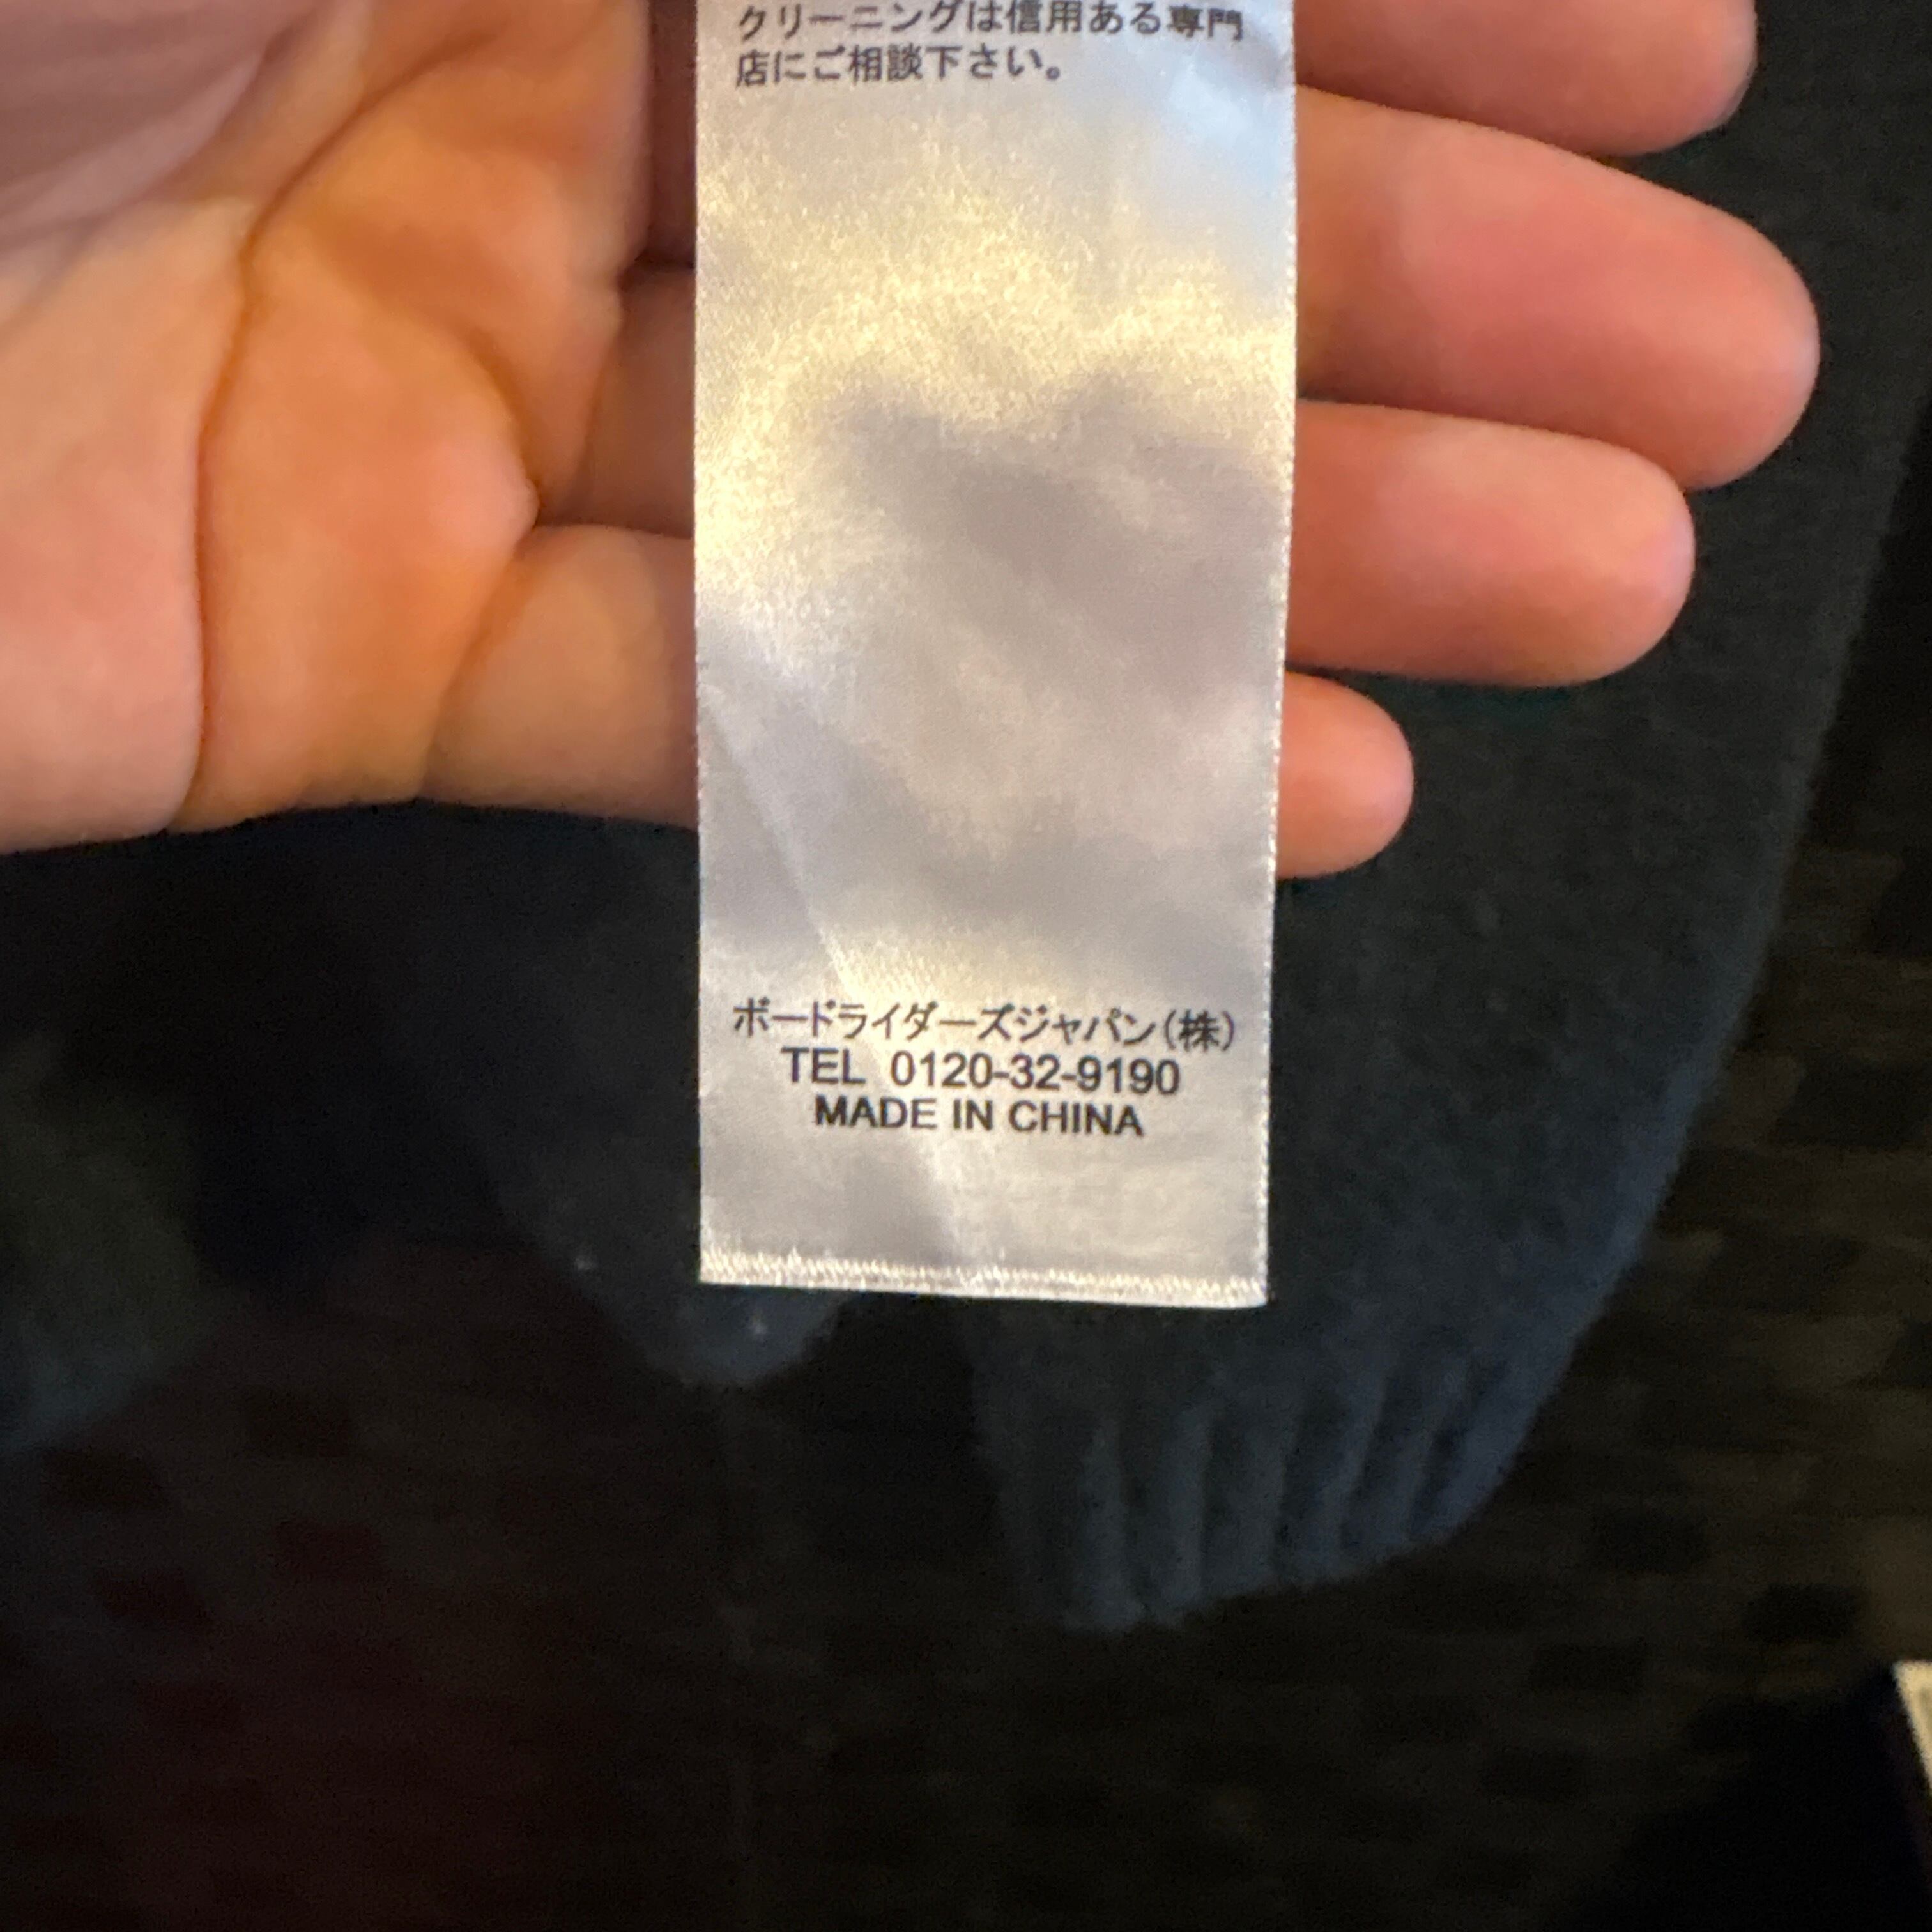 クリーニングは信用ある専門
店にご相談下さい。
ボードライダーズジャパン(株)
TEL 0120-32-9190
MADE IN CHINA